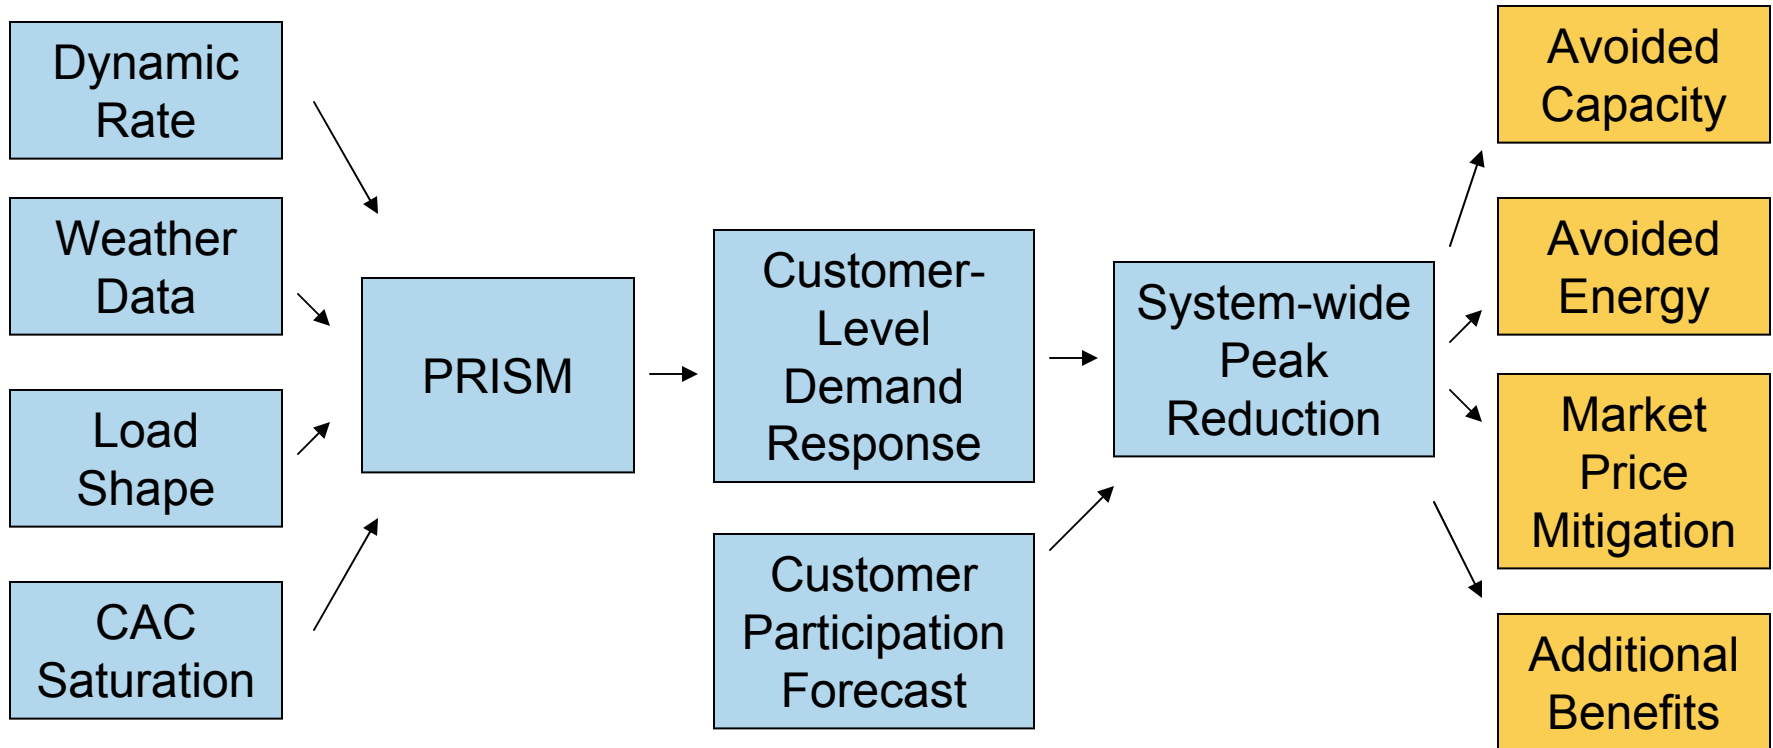 Dynamic
Rate
Weather
Data
Load
Shape
CAC
Saturation
PRISM
Customer-
Level
Demand
Response
Customer
Participation
Forecast
System-wide
Peak
Reduction
Avoided
Capacity
Avoided
Energy
Market
Price
Mitigation
Additional
Benefits